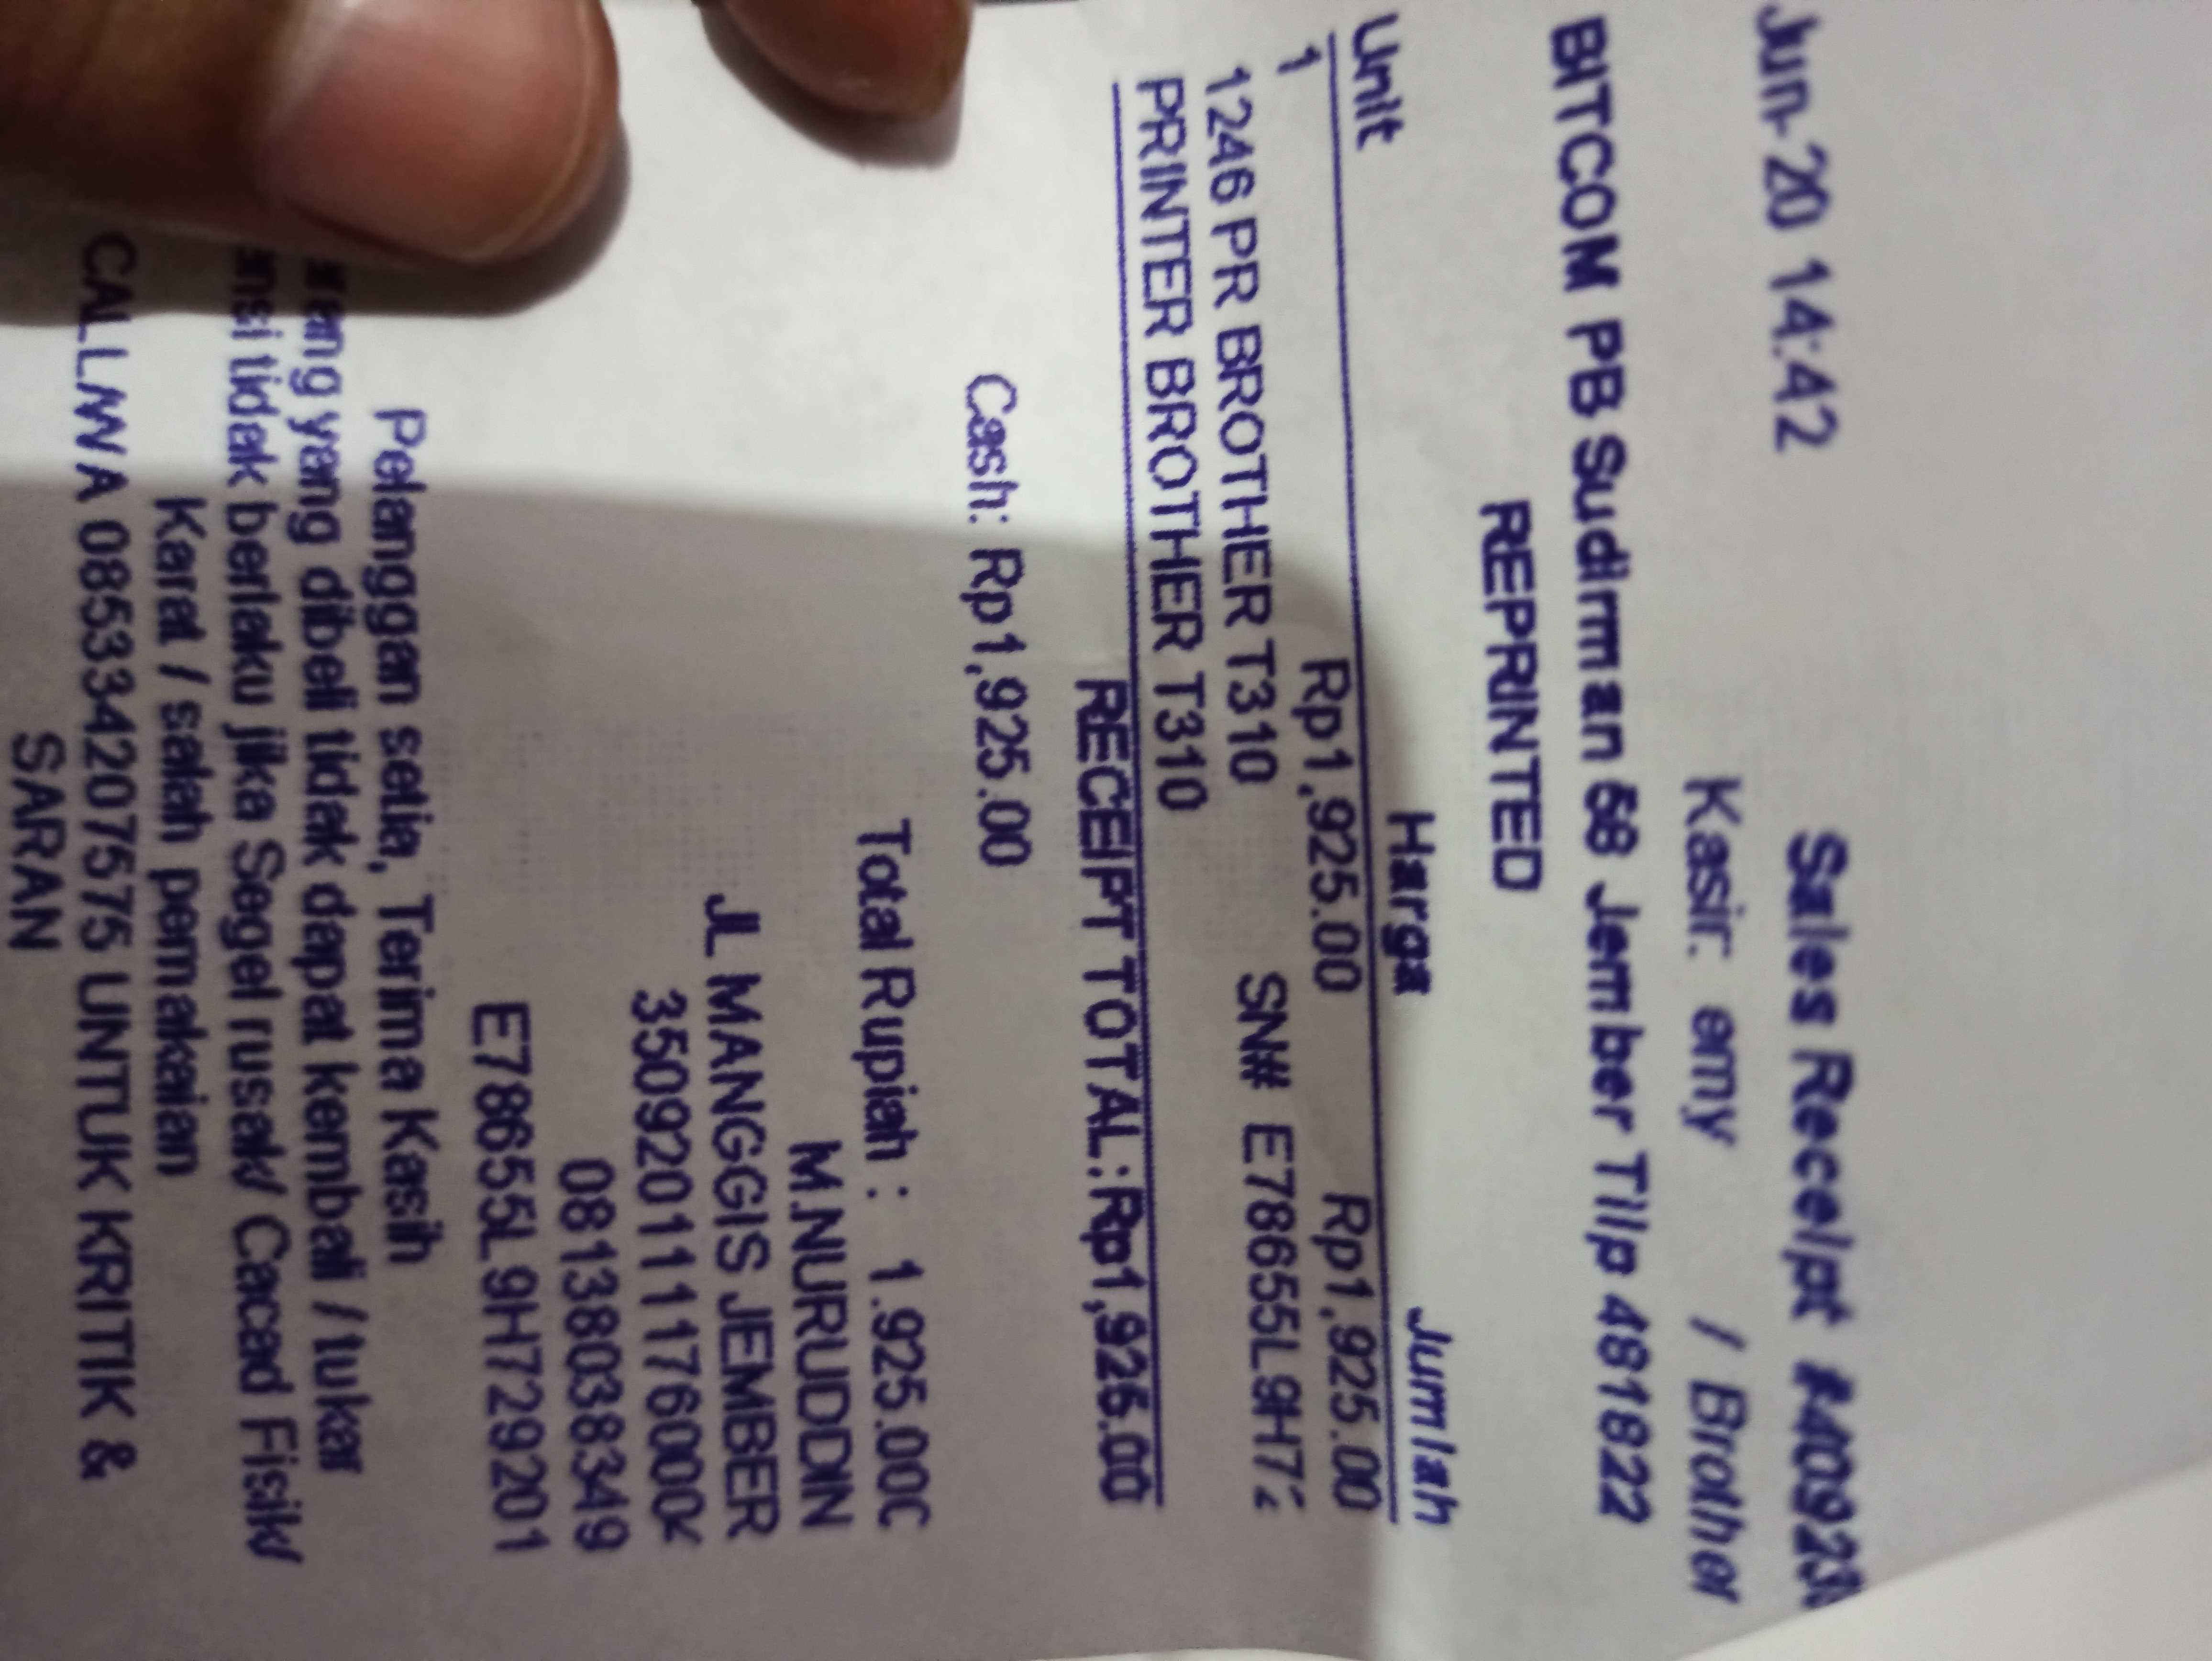 Jun-20 14:42 Sales Receipt
Kasir: emy / Brother
BITCOM PB Sudirman 68 Jember Tllp 481822
REPRINTED
Unit Harga Jumlah
1 Rp1,925.00 Rp1,925.00
1246 PR BROTHER T310 SN# E78655L9H72
PRINTER BROTHER T310
RECEIPT TOTAL:Rp1,925.00
Cash: Rp1,925.00
Total Rupiah : 1.925.000
M.NURUDDIN
JL MANGGIS JEMBER
081380383349
E78655L9H729201
Pelanggan setia, Terima Kasih
yang dibeli tidak dapat kembali / tukar
tidak berlaku jika Segel rusak/ Cacad Fisik/
Karat / salah pemakaian
CALL/WA 085334207575 UNTUK KRITIK &
SARAN